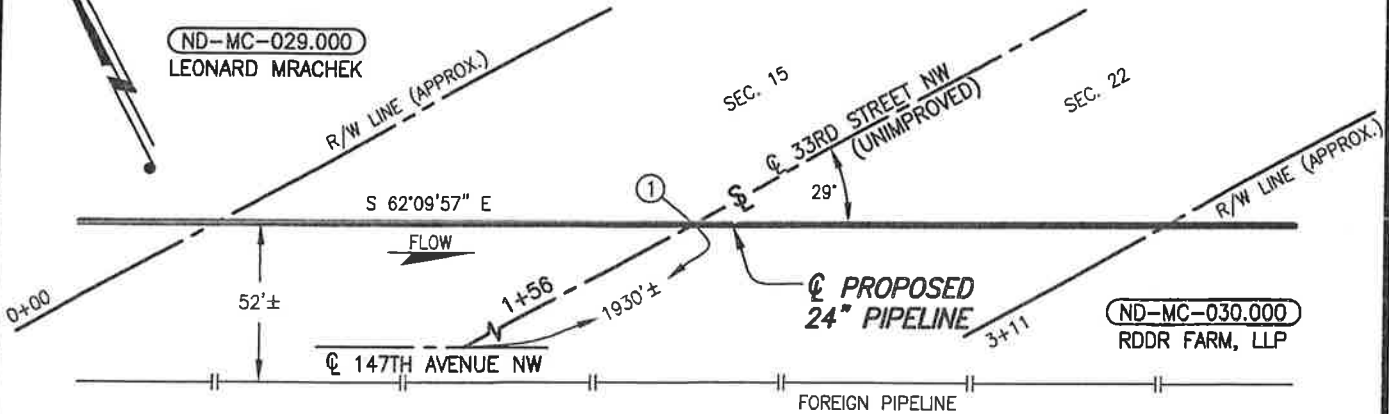 ND-MC-029.000
LEONARD MRACHEK
R/W LINE (APPROX.)
SEC. 15
℄ 33RD STREET NW
(UNIMPROVED)
SEC. 22
R/W LINE (APPROX.)
1
S 62°09'57" E
29°
FLOW
0+00
52'±
1+56
1930'±
℄ PROPOSED
24" PIPELINE
3+11
ND-MC-030.000
RDDR FARM, LLP
℄ 147TH AVENUE NW
FOREIGN PIPELINE